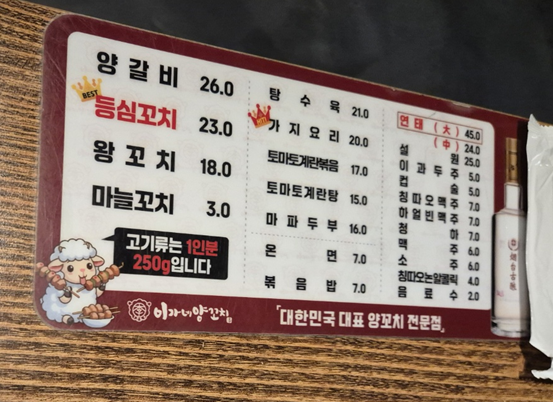 양갈비 26.0
BEST
등심꼬치 23.0
왕꼬치 18.0
마늘꼬치 3.0
고기류는 1인분
250g입니다
이가네양꼬치
탕수육 21.0
가지요리 20.0
토마토계란볶음 17.0
토마토계란탕 15.0
마파두부 16.0
온면 7.0
볶음밥 7.0
연태 (大) 45.0
(中) 24.0
설원 25.0
이과두주 5.0
컵술 5.0
칭따오맥주 7.0
하얼빈맥주 7.0
청하 7.0
맥주 6.0
소주 6.0
칭따오논알콜릭 4.0
음료수 2.0
「대한민국 대표 양꼬치 전문점」